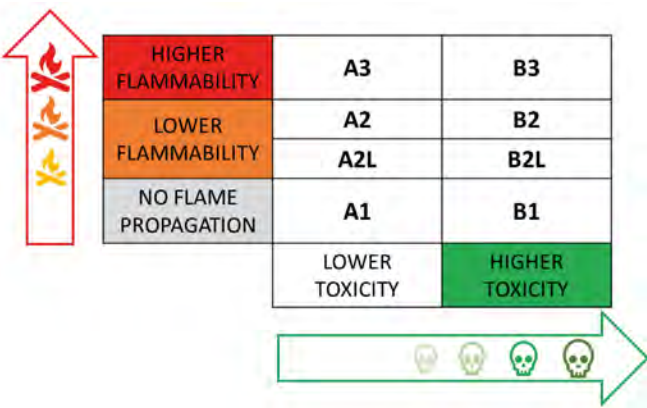 HIGHER
FLAMMABILITY
A3
B3
LOWER
FLAMMABILITY
A2
B2
A2L
B2L
NO FLAME
PROPAGATION
A1
B1
LOWER
TOXICITY
HIGHER
TOXICITY